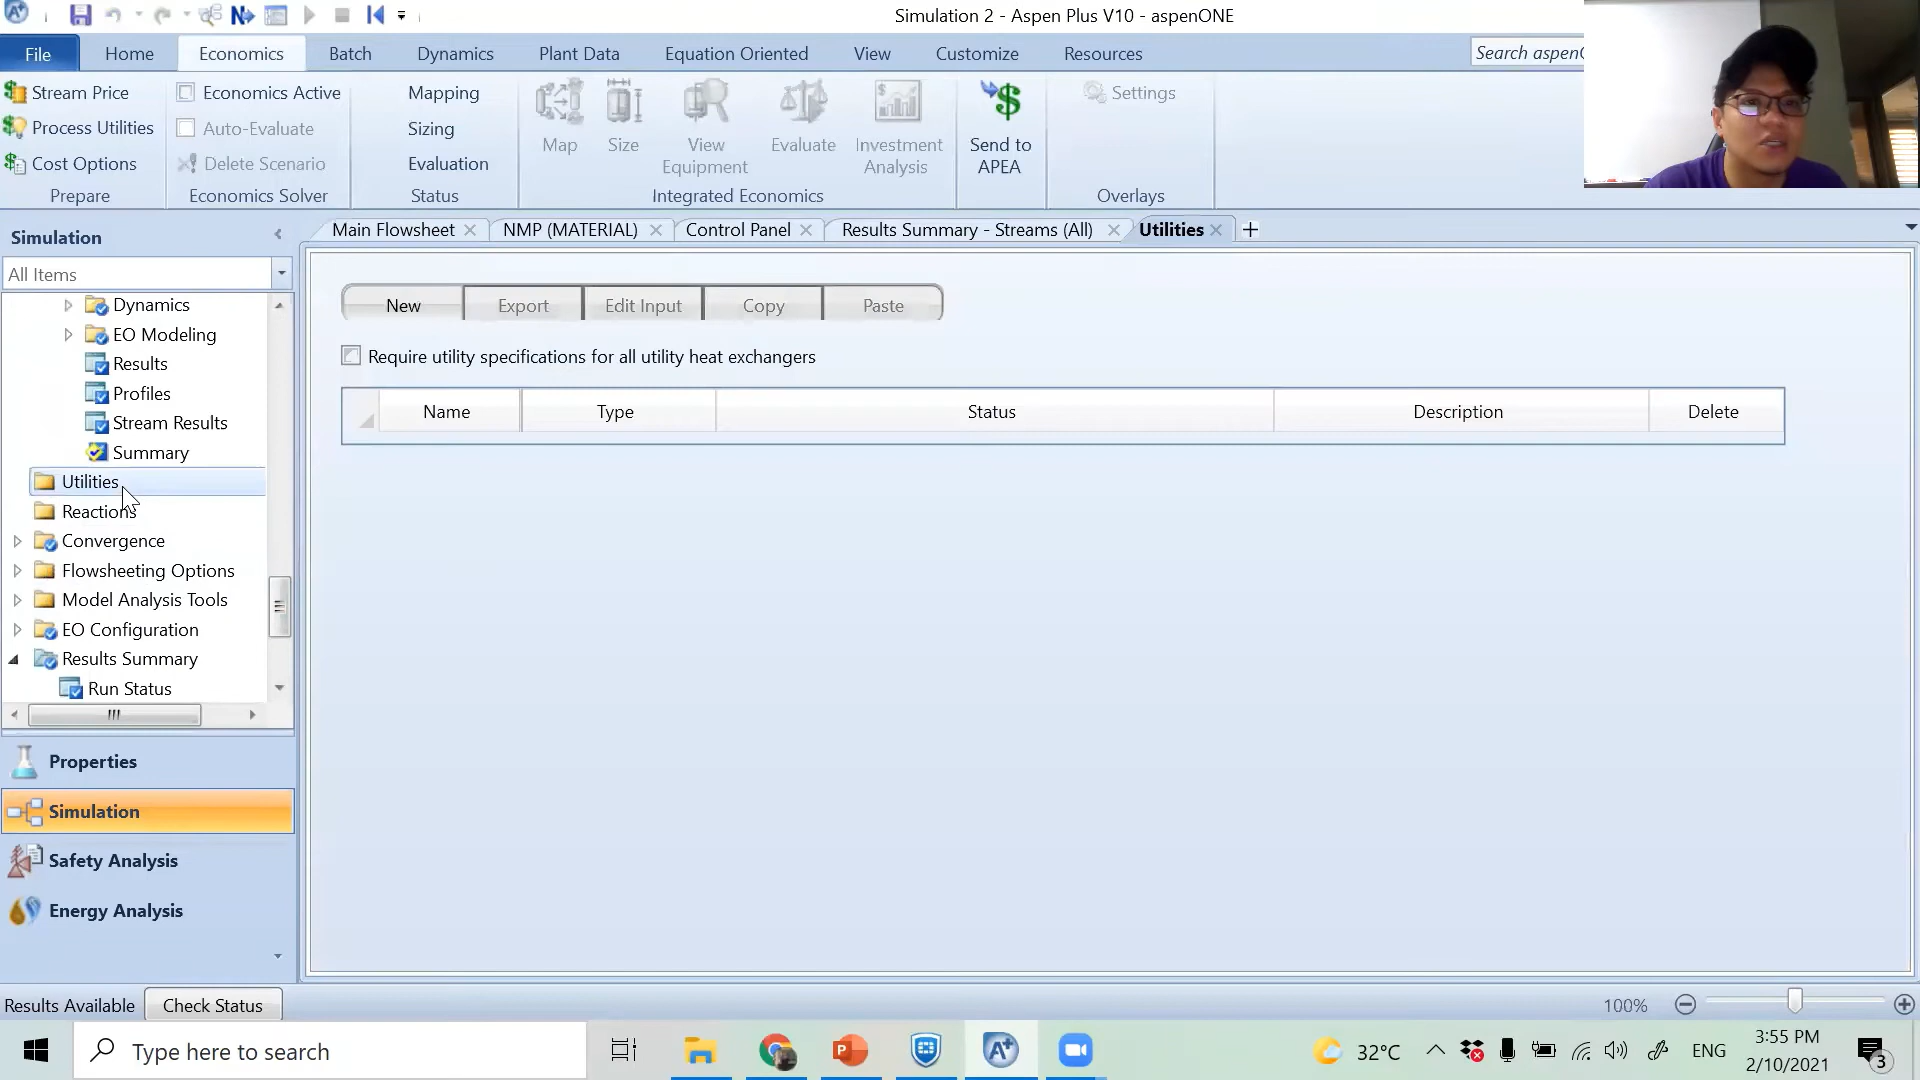 Simulation 2 - Aspen Plus V10 - aspenONE
File Home Economics Batch Dynamics Plant Data Equation Oriented View Customize Resources Search aspen
Stream Price
Utilities Process
Cost Options
Prepare
Economics Active
Auto-Evaluate
Delete Scenario
Economics Solver
Mapping
Sizing
Evaluation
Status
Map
Size
View Equipment
Evaluate
Investment Analysis
Integrated Economics
Send to APEA
Settings
Overlays
Simulation
All Items
Main Flowsheet NMP (MATERIAL) Control Panel Results Summary - Streams (All) Utilities
New Export Edit Input Copy Paste
Require utility specifications for all utility heat exchangers
Name Type Status Description Delete
Dynamics
EO Modeling
Results
Profiles
Stream Results
Summary
Utilities
Reactions
Convergence
Flowsheeting Options
Model Analysis Tools
EO Configuration
Results Summary
Run Status
Properties
Simulation
Safety Analysis
Energy Analysis
Results Available Check Status 100%
Type here to search
32°C
ENG
3:55 PM
2/10/2021
3